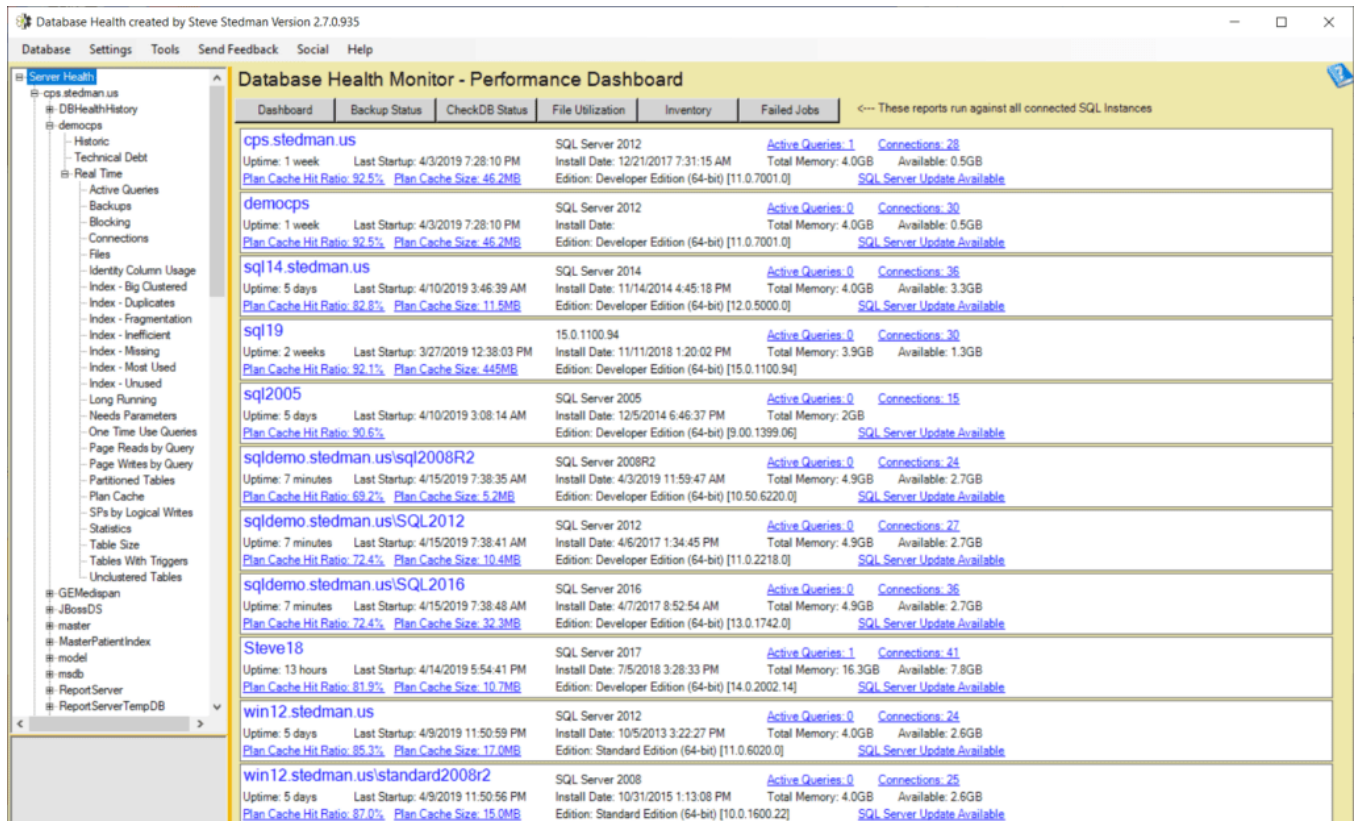 Database Health created by Steve Stedman Version 2.7.0.935
Database Settings Tools Send Feedback Social Help
Server Health
cps.stedman.us
DBHealthHistory
democps
Historic
Technical Debt
Real Time
Active Queries
Backups
Blocking
Connections
Files
Identity Column Usage
Index - Big Clustered
Index - Duplicates
Index - Fragmentation
Index - Inefficient
Index - Missing
Index - Most Used
Index - Unused
Long Running
Needs Parameters
One Time Use Queries
Page Reads by Query
Page Writes by Query
Partitioned Tables
Plan Cache
SPs by Logical Writes
Statistics
Table Size
Tables With Triggers
Unclustered Tables
GEMedispan
JBossDS
master
MasterPatientIndex
model
msdb
ReportServer
ReportServerTempDB
Database Health Monitor - Performance Dashboard
Dashboard Backup Status CheckDB Status File Utilization Inventory Failed Jobs <--- These reports run against all connected SQL Instances
cps.stedman.us SQL Server 2012 Active Queries: 1 Connections: 28
Uptime: 1 week Last Startup: 4/3/2019 7:28:10 PM Install Date: 12/21/2017 7:31:15 AM Total Memory: 4.0GB Available: 0.5GB
Plan Cache Hit Ratio: 92.5% Plan Cache Size: 46.2MB Edition: Developer Edition (64-bit) [11.0.7001.0] SQL Server Update Available
democps SQL Server 2012 Active Queries: 0 Connections: 30
Uptime: 1 week Last Startup: 4/3/2019 7:28:10 PM Install Date: Total Memory: 4.0GB Available: 0.5GB
Plan Cache Hit Ratio: 92.5% Plan Cache Size: 46.2MB Edition: Developer Edition (64-bit) [11.0.7001.0] SQL Server Update Available
sql14.stedman.us SQL Server 2014 Active Queries: 0 Connections: 36
Uptime: 5 days Last Startup: 4/10/2019 3:46:39 AM Install Date: 11/14/2014 4:45:18 PM Total Memory: 4.0GB Available: 3.3GB
Plan Cache Hit Ratio: 82.8% Plan Cache Size: 11.5MB Edition: Developer Edition (64-bit) [12.0.5000.0] SQL Server Update Available
sql19 15.0.1100.94 Active Queries: 0 Connections: 30
Uptime: 2 weeks Last Startup: 3/27/2019 12:38:03 PM Install Date: 11/11/2018 1:20:02 PM Total Memory: 3.9GB Available: 1.3GB
Plan Cache Hit Ratio: 92.1% Plan Cache Size: 445MB Edition: Developer Edition (64-bit) [15.0.1100.94]
sql2005 SQL Server 2005 Active Queries: 0 Connections: 15
Uptime: 5 days Last Startup: 4/10/2019 3:08:14 AM Install Date: 12/5/2014 6:46:37 PM Total Memory: 2GB
Plan Cache Hit Ratio: 90.6% Edition: Developer Edition (64-bit) [9.00.1399.06] SQL Server Update Available
sqldemo.stedman.us\sql2008R2 SQL Server 2008R2 Active Queries: 0 Connections: 24
Uptime: 7 minutes Last Startup: 4/15/2019 7:38:35 AM Install Date: 4/3/2019 11:59:47 AM Total Memory: 4.9GB Available: 2.7GB
Plan Cache Hit Ratio: 69.2% Plan Cache Size: 5.2MB Edition: Developer Edition (64-bit) [10.50.6220.0] SQL Server Update Available
sqldemo.stedman.us\SQL2012 SQL Server 2012 Active Queries: 0 Connections: 27
Uptime: 7 minutes Last Startup: 4/15/2019 7:38:41 AM Install Date: 4/6/2017 1:34:45 PM Total Memory: 4.9GB Available: 2.7GB
Plan Cache Hit Ratio: 72.4% Plan Cache Size: 10.4MB Edition: Developer Edition (64-bit) [11.0.2218.0] SQL Server Update Available
sqldemo.stedman.us\SQL2016 SQL Server 2016 Active Queries: 0 Connections: 36
Uptime: 7 minutes Last Startup: 4/15/2019 7:38:48 AM Install Date: 4/7/2017 8:52:54 AM Total Memory: 4.9GB Available: 2.7GB
Plan Cache Hit Ratio: 72.4% Plan Cache Size: 32.3MB Edition: Developer Edition (64-bit) [13.0.1742.0] SQL Server Update Available
Steve18 SQL Server 2017 Active Queries: 1 Connections: 41
Uptime: 13 hours Last Startup: 4/14/2019 5:54:41 PM Install Date: 7/5/2018 3:28:33 PM Total Memory: 16.3GB Available: 7.8GB
Plan Cache Hit Ratio: 81.9% Plan Cache Size: 10.7MB Edition: Developer Edition (64-bit) [14.0.2002.14] SQL Server Update Available
win12.stedman.us SQL Server 2012 Active Queries: 0 Connections: 24
Uptime: 5 days Last Startup: 4/9/2019 11:50:59 PM Install Date: 10/5/2013 3:22:27 PM Total Memory: 4.0GB Available: 2.6GB
Plan Cache Hit Ratio: 85.3% Plan Cache Size: 17.0MB Edition: Standard Edition (64-bit) [11.0.6020.0] SQL Server Update Available
win12.stedman.us\standard2008r2 SQL Server 2008 Active Queries: 0 Connections: 25
Uptime: 5 days Last Startup: 4/9/2019 11:50:56 PM Install Date: 10/31/2015 1:13:08 PM Total Memory: 4.0GB Available: 2.6GB
Plan Cache Hit Ratio: 87.0% Plan Cache Size: 15.0MB Edition: Standard Edition (64-bit) [10.0.1600.22] SQL Server Update Available